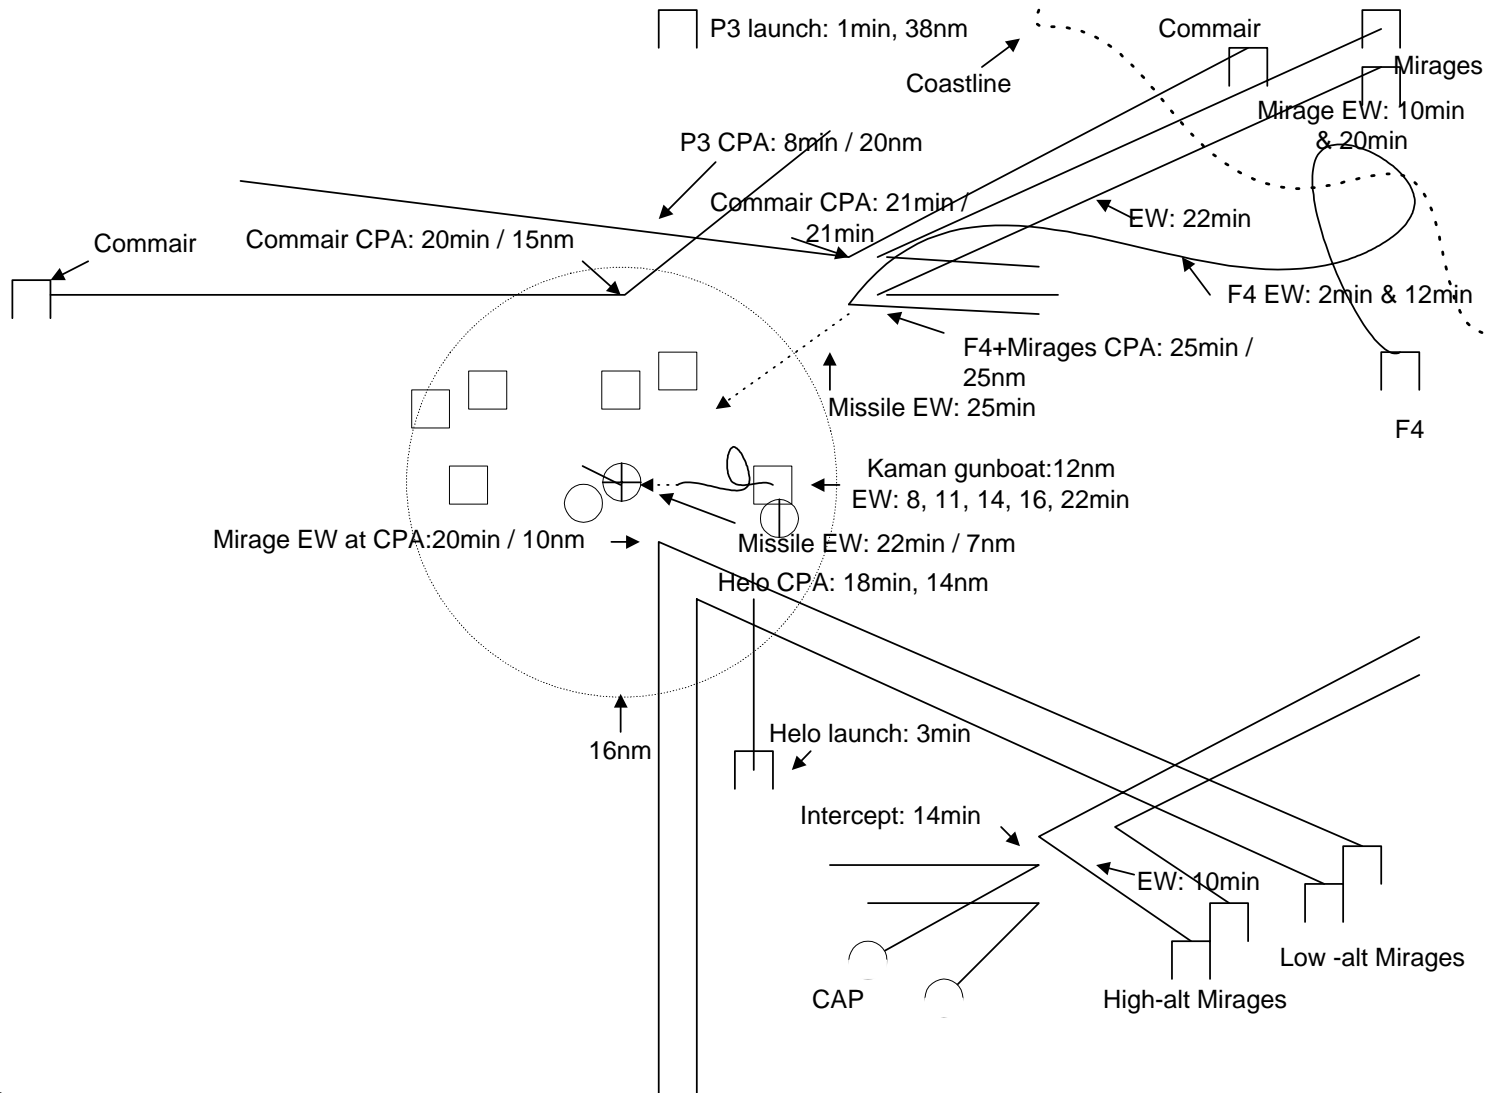 P3 launch: 1min, 38nm
Commair
Coastline
Mirages
Mirage EW: 10min
& 20min
P3 CPA: 8min / 20nm
Commair CPA: 21min /
21min
EW: 22min
Commair
Commair CPA: 20min / 15nm
F4 EW: 2min & 12min
F4+Mirages CPA: 25min /
25nm
Missile EW: 25min
F4
Kaman gunboat:12nm
EW: 8, 11, 14, 16, 22min
Mirage EW at CPA:20min / 10nm
Missile EW: 22min / 7nm
Helo CPA: 18min, 14nm
Helo launch: 3min
16nm
Intercept: 14min
EW: 10min
Low -alt Mirages
CAP
High-alt Mirages